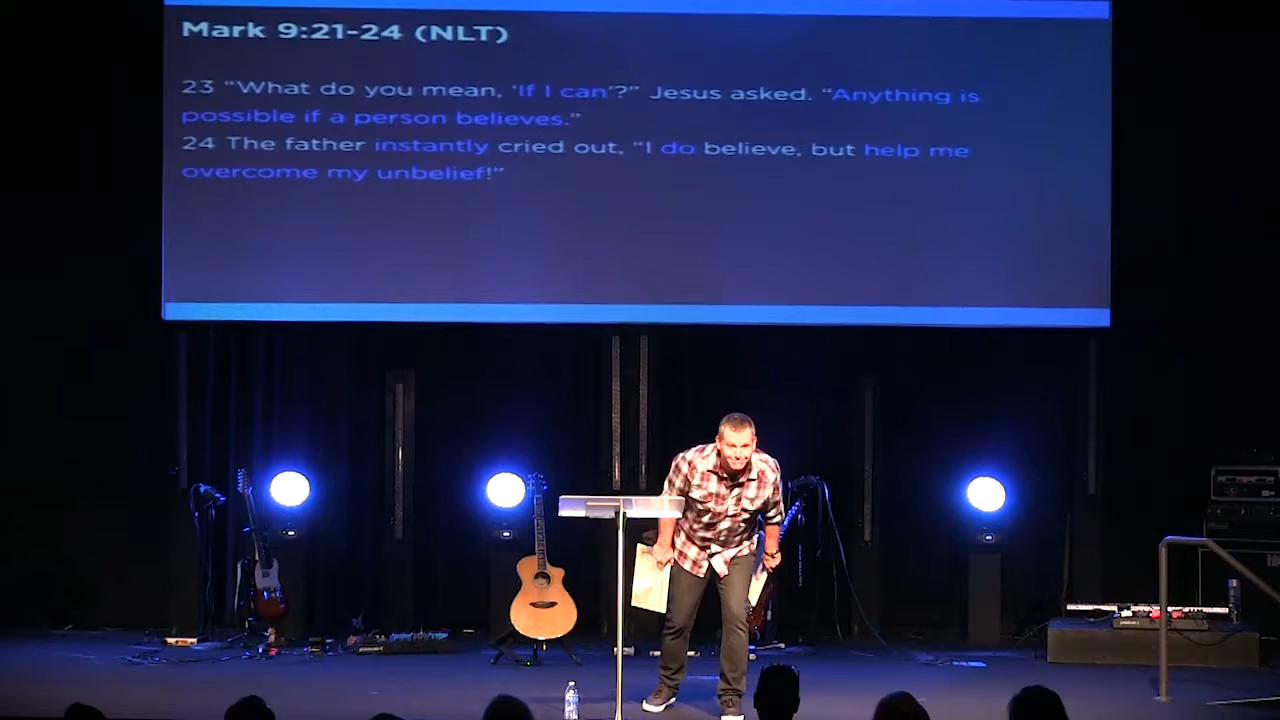 Mark 9:21-24 (NLT)
23 “What do you mean, ‘If I can’?” Jesus asked. “Anything is
possible if a person believes.”
24 The father instantly cried out, “I do believe, but help me
overcome my unbelief!”